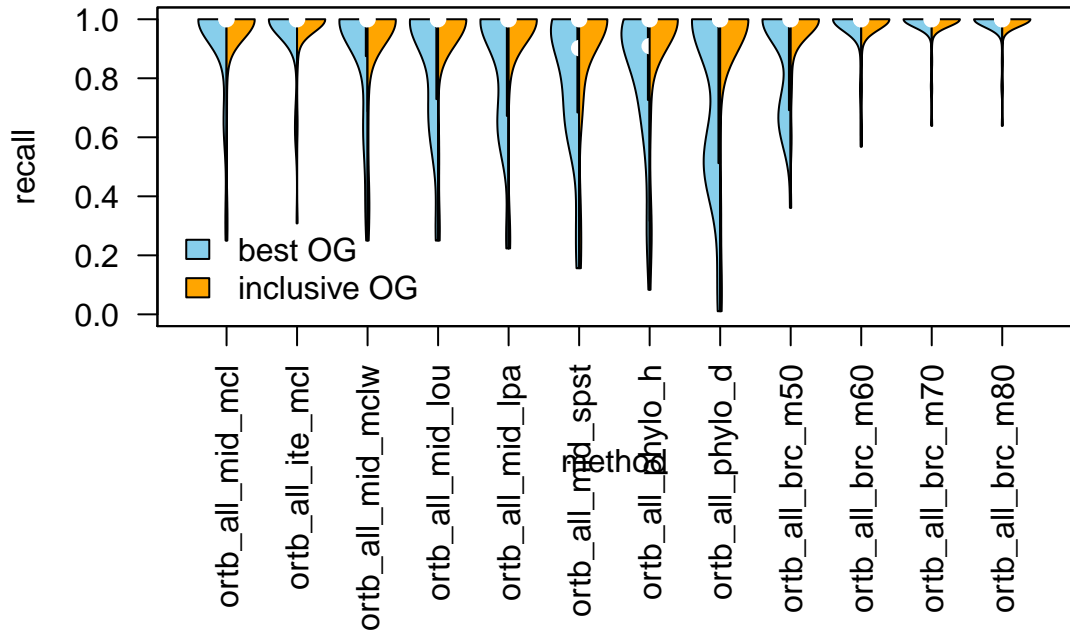 recall
1.0
0.8
0.6
0.4
0.2
0.0
best OG
inclusive OG
ortb_all_mid_mcl
ortb_all_ite_mcl
ortb_all_mid_mclw
ortb_all_mid_lou
ortb_all_mid_lpa
ortb_all_mid_spst
ortb_all_phylo_h
ortb_all_phylo_d
ortb_all_brc_m50
ortb_all_brc_m60
ortb_all_brc_m70
ortb_all_brc_m80
method